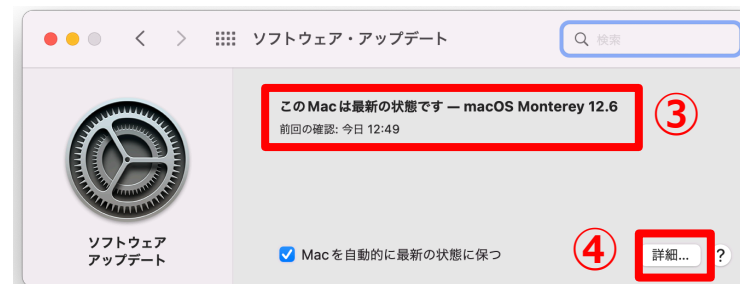 ソフトウェア・アップデート
検索
このMacは最新の状態です — macOS Monterey 12.6
前回の確認: 今日 12:49
③
ソフトウェア
アップデート
Macを自動的に最新の状態に保つ
④
詳細...
?